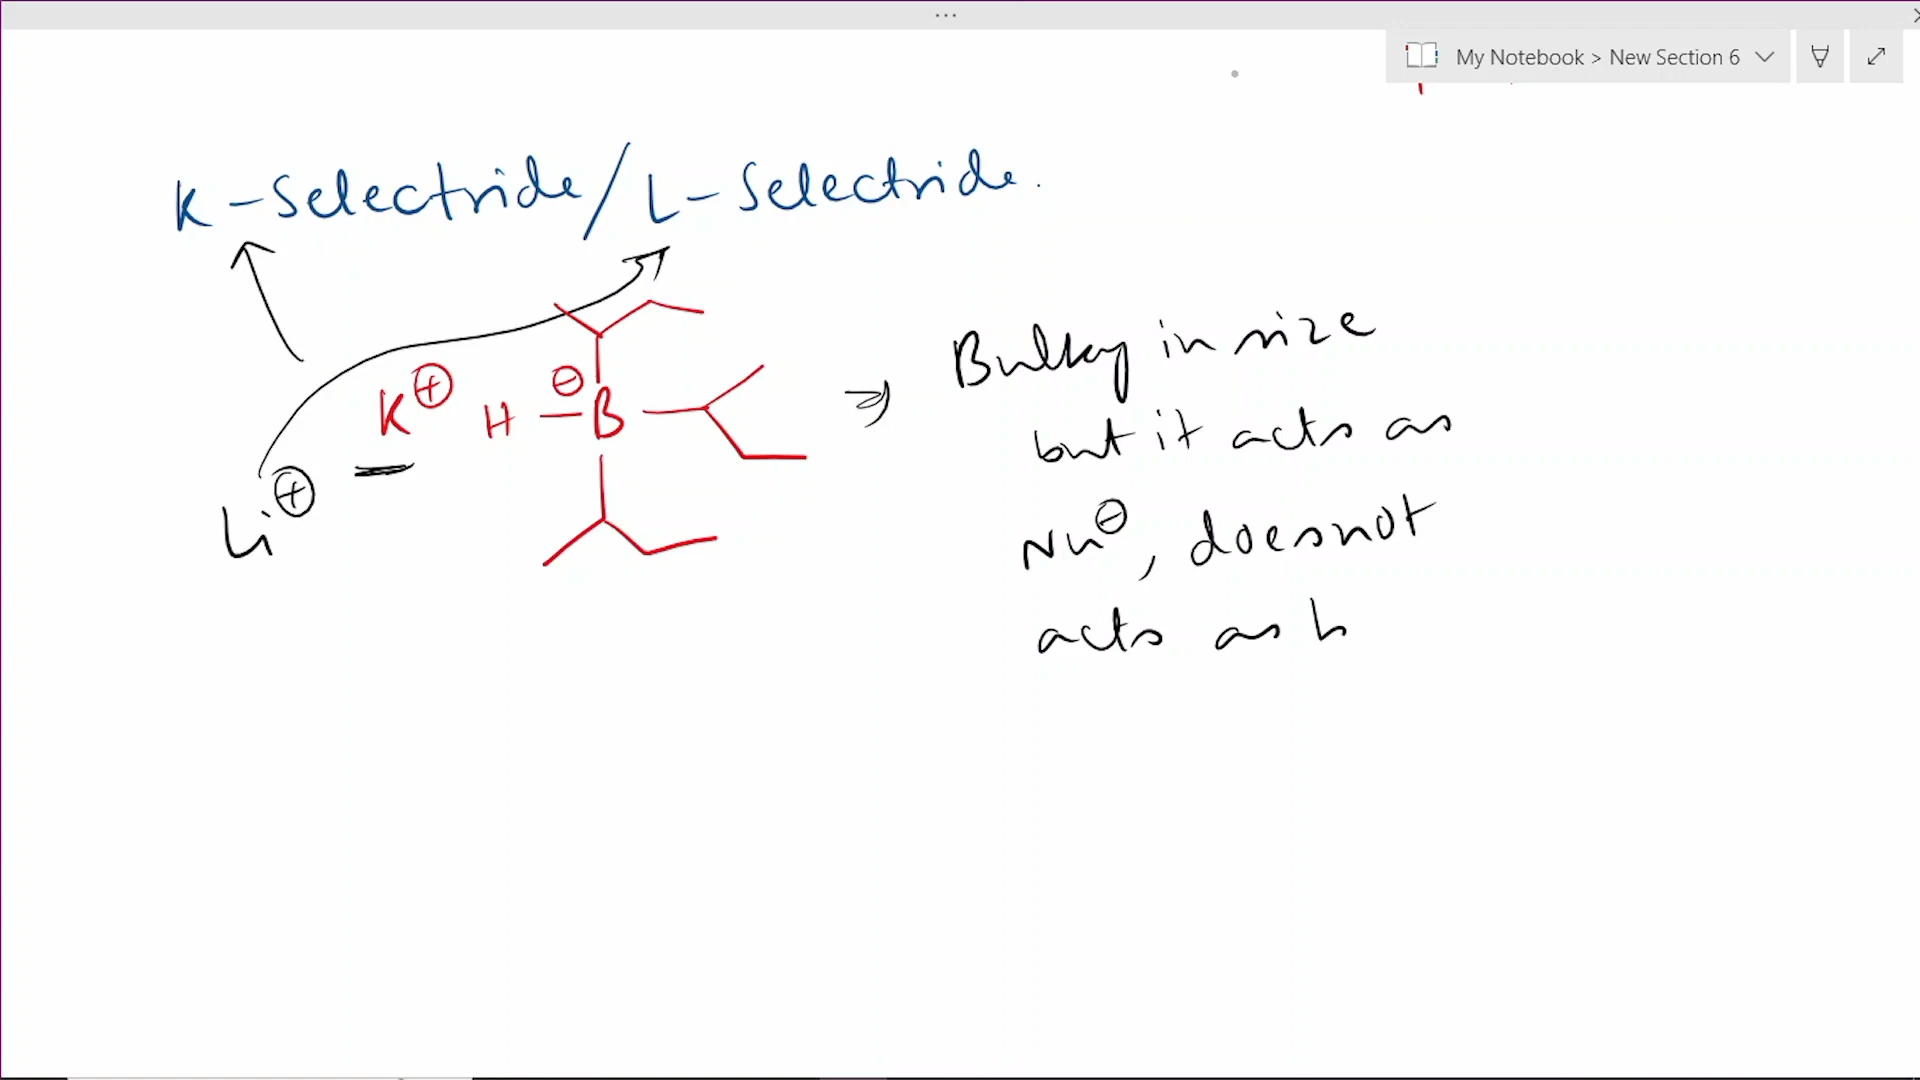 My Notebook > New Section 6
K-Selectride/L-Selectride.
K⊕ H ⊖ B
Li⊕
⇒ Bulky in size
but it acts as
Nu⊖, doesnot
acts as b